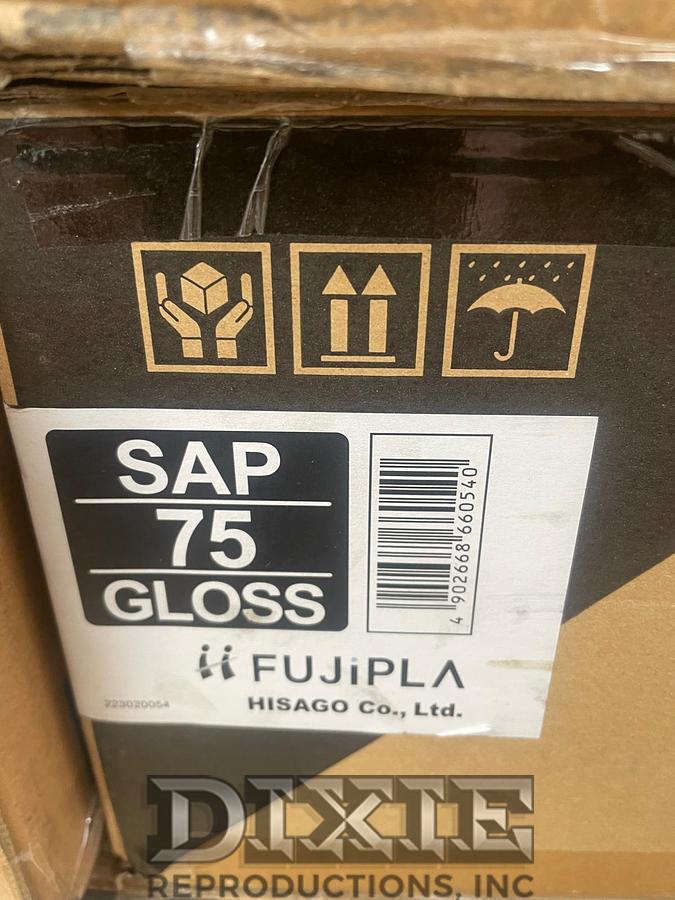 SAP
75
GLOSS
4 902668 660540
FUJiPLA
HISAGO Co., Ltd.
223020054
DIXIE
REPRODUCTIONS, INC